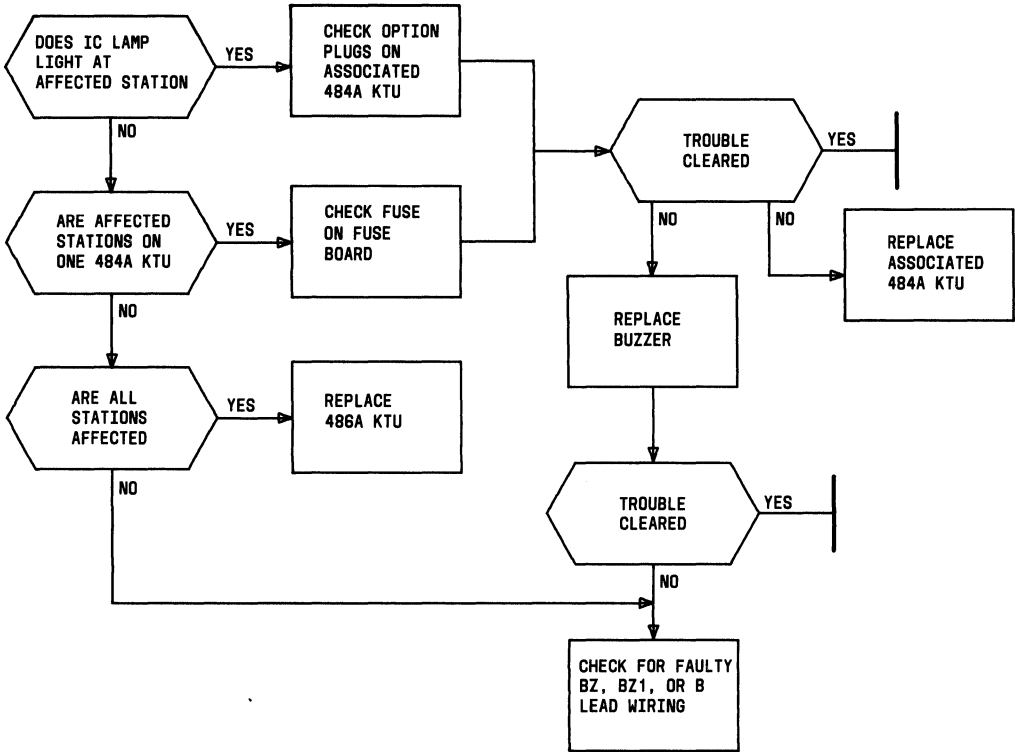 DOES IC LAMP
LIGHT AT
AFFECTED STATION
YES
CHECK OPTION
PLUGS ON
ASSOCIATED
484A KTU
NO
ARE AFFECTED
STATIONS ON
ONE 484A KTU
YES
CHECK FUSE
ON FUSE
BOARD
NO
ARE ALL
STATIONS
AFFECTED
YES
REPLACE
486A KTU
NO
TROUBLE
CLEARED
YES
NO
NO
REPLACE
ASSOCIATED
484A KTU
REPLACE
BUZZER
TROUBLE
CLEARED
YES
NO
CHECK FOR FAULTY
BZ, BZ1, OR B
LEAD WIRING